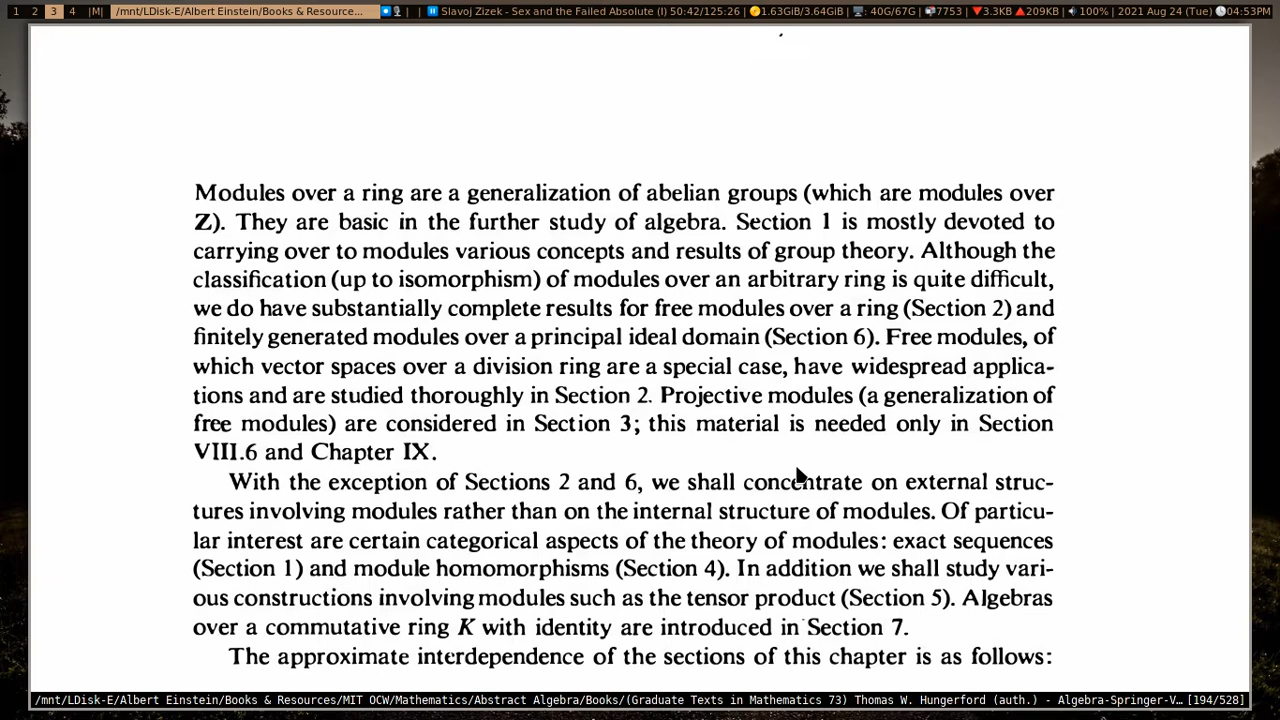 1 2 3 4 |M| /mnt/LDisk-E/Albert Einstein/Books & Resource... | | Slavoj Zizek - Sex and the Failed Absolute (I) 50:42/125:26 | 1.63GiB/3.64GiB | : 40G/67G | 7753 | 3.3KB 209KB | 100% | 2021 Aug 24 (Tue) 04:53PM
Modules over a ring are a generalization of abelian groups (which are modules over
Z). They are basic in the further study of algebra. Section 1 is mostly devoted to
carrying over to modules various concepts and results of group theory. Although the
classification (up to isomorphism) of modules over an arbitrary ring is quite difficult,
we do have substantially complete results for free modules over a ring (Section 2) and
finitely generated modules over a principal ideal domain (Section 6). Free modules, of
which vector spaces over a division ring are a special case, have widespread applica-
tions and are studied thoroughly in Section 2. Projective modules (a generalization of
free modules) are considered in Section 3; this material is needed only in Section
VIII.6 and Chapter IX.
With the exception of Sections 2 and 6, we shall concentrate on external struc-
tures involving modules rather than on the internal structure of modules. Of particu-
lar interest are certain categorical aspects of the theory of modules: exact sequences
(Section 1) and module homomorphisms (Section 4). In addition we shall study vari-
ous constructions involving modules such as the tensor product (Section 5). Algebras
over a commutative ring K with identity are introduced in Section 7.
The approximate interdependence of the sections of this chapter is as follows:
/mnt/LDisk-E/Albert Einstein/Books & Resources/MIT OCW/Mathematics/Abstract Algebra/Books/(Graduate Texts in Mathematics 73) Thomas W. Hungerford (auth.) - Algebra-Springer-V… [194/528]